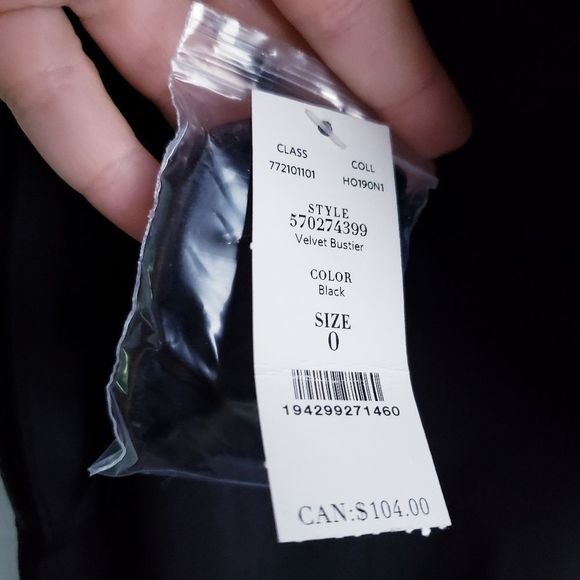 CLASS
772101101
COLL
HO190N1
STYLE
570274399
Velvet Bustier
COLOR
Black
SIZE
0
194299271460
CAN:$104.00